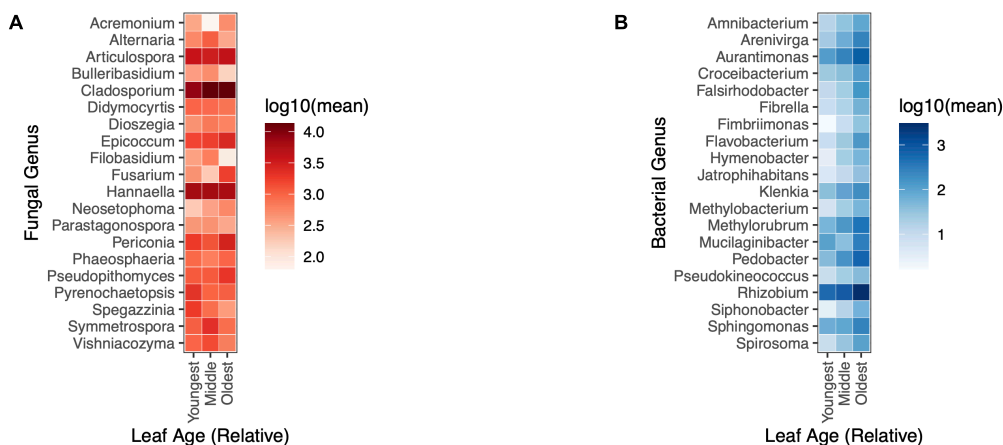 A
Fungal Genus
Acremonium
Alternaria
Articulospora
Bulleribasidium
Cladosporium
Didymocyrtis
Dioszegia
Epicoccum
Filobasidium
Fusarium
Hannaella
Neosetophoma
Parastagonospora
Periconia
Phaeosphaeria
Pseudopithomyces
Pyrenochaetopsis
Spegazzinia
Symmetrospora
Vishniacozyma
Youngest
Middle
Oldest
Leaf Age (Relative)
log10(mean)
4.0
3.5
3.0
2.5
2.0
B
Bacterial Genus
Amnibacterium
Arenivirga
Aurantimonas
Croceibacterium
Falsirhodobacter
Fibrella
Fimbriimonas
Flavobacterium
Hymenobacter
Jatrophihabitans
Klenkia
Methylobacterium
Methylorubrum
Mucilaginibacter
Pedobacter
Pseudokineococcus
Rhizobium
Siphonobacter
Sphingomonas
Spirosoma
Youngest
Middle
Oldest
Leaf Age (Relative)
log10(mean)
3
2
1